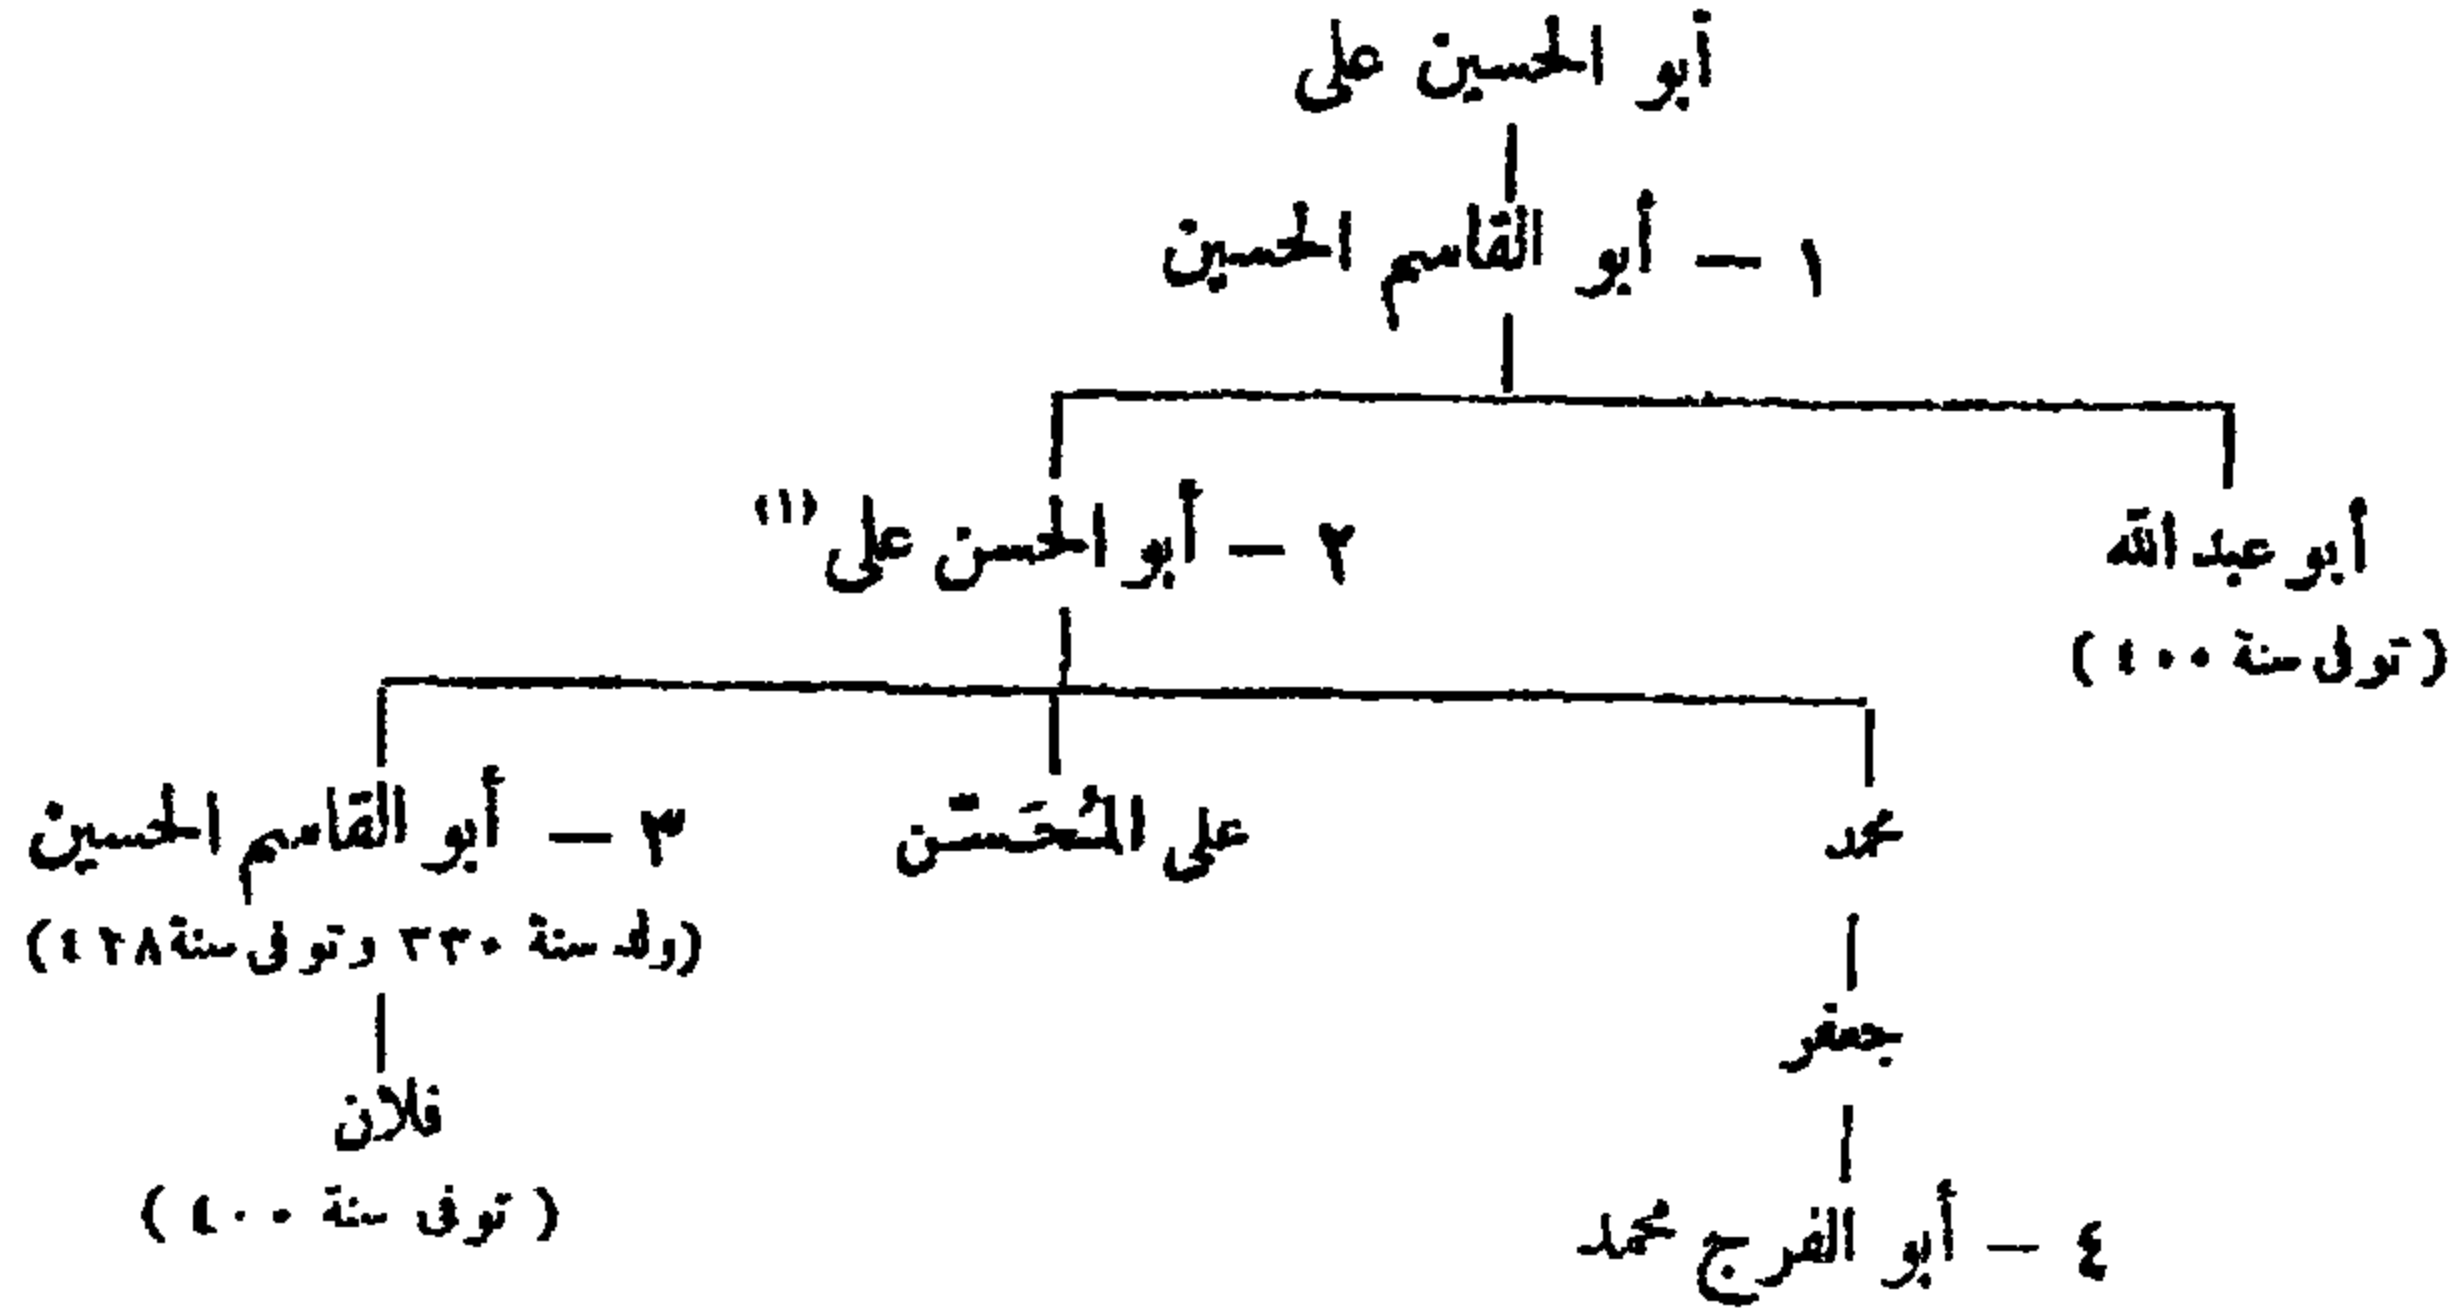 أبو الحسين على
١ - أبو القاسم الحسين
أبو عبد الله
(توفى سنة ٤٠٠)
٢ - أبو الحسن على (١)
محمد
على المُحَسّن
٣ - أبو القاسم الحسين
(ولد سنة ٣٣٠ وتوفى سنة ٤٢٨)
جعفر
فلان
(توفى سنة ٤٠٠)
٤ - أبو الفرج محمد